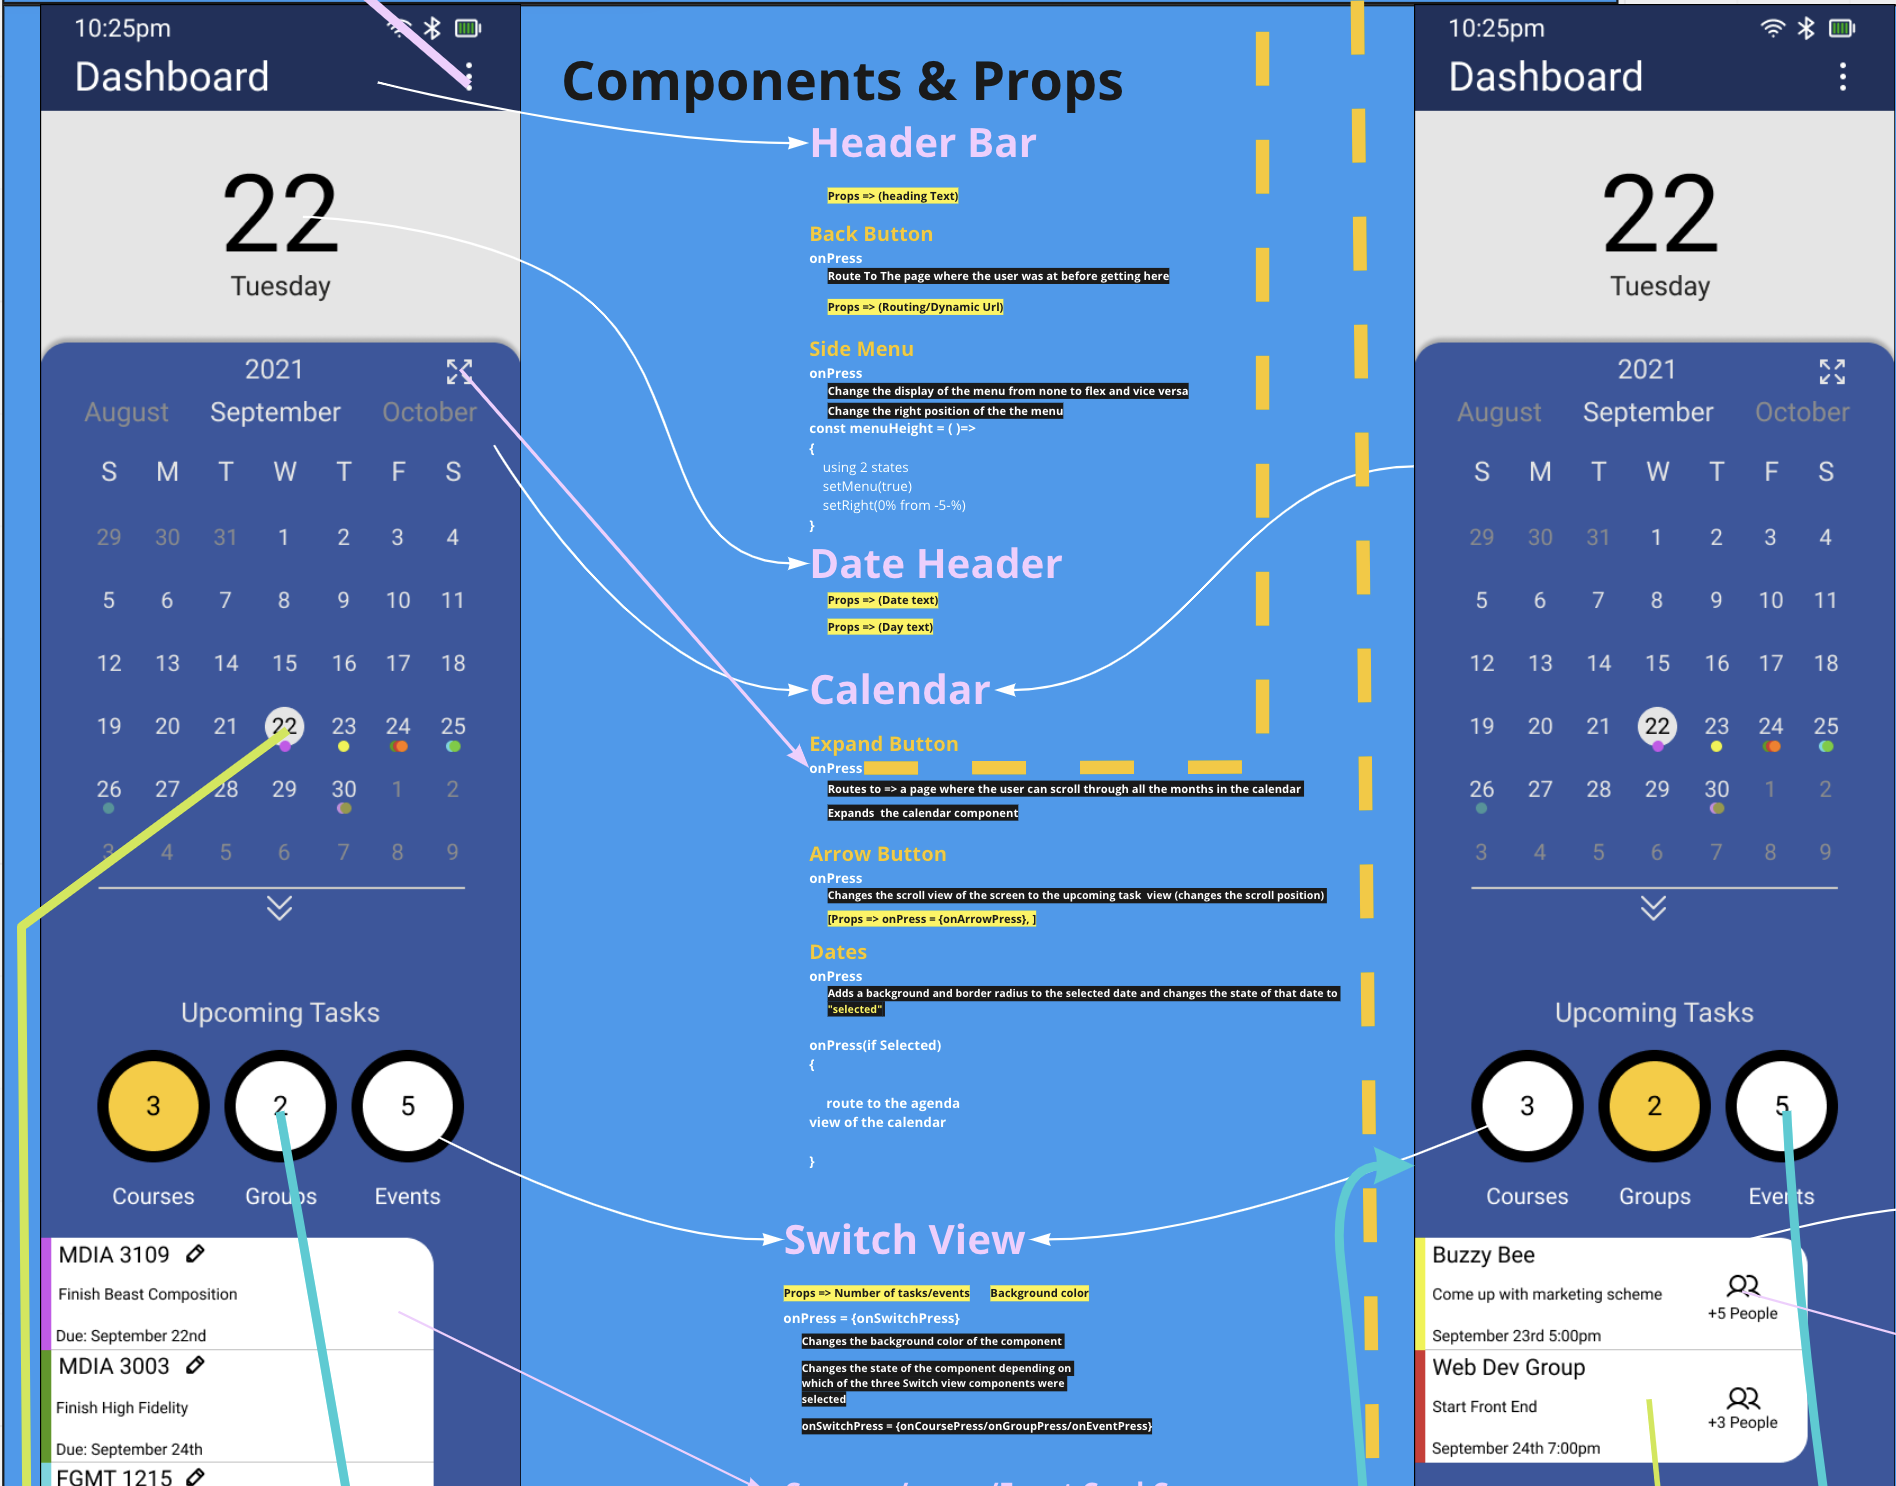 10:25pm
Dashboard
22
Tuesday
2021
August September October
S M T W T F S
29 30 31 1 2 3 4
5 6 7 8 9 10 11
12 13 14 15 16 17 18
19 20 21 22 23 24 25
26 27 28 29 30 1 2
3 4 5 6 7 8 9
Upcoming Tasks
3 2 5
Courses Groups Events
MDIA 3109
Finish Beast Composition
Due: September 22nd
MDIA 3003
Finish High Fidelity
Due: September 24th
FGMT 1215
Components & Props
Header Bar
Props => (heading Text)
Back Button
onPress
Route To The page where the user was at before getting here
Props => (Routing/Dynamic Url)
Side Menu
onPress
Change the display of the menu from none to flex and vice versa
Change the right position of the the menu
const menuHeight = ( )=>
{
using 2 states
setMenu(true)
setRight(0% from -5-%)
}
Date Header
Props => (Date text)
Props => (Day text)
Calendar
Expand Button
onPress
Routes to => a page where the user can scroll through all the months in the calendar
Expands the calendar component
Arrow Button
onPress
Changes the scroll view of the screen to the upcoming task view (changes the scroll position)
[Props => onPress = {onArrowPress}, ]
Dates
onPress
Adds a background and border radius to the selected date and changes the state of that date to
"selected"
onPress(if Selected)
{
route to the agenda
view of the calendar
}
Switch View
Props => Number of tasks/events Background color
onPress = {onSwitchPress}
Changes the background color of the component
Changes the state of the component depending on
which of the three Switch view components were
selected
onSwitchPress = {onCoursePress/onGroupPress/onEventPress}
10:25pm
Dashboard
22
Tuesday
2021
August September October
S M T W T F S
29 30 31 1 2 3 4
5 6 7 8 9 10 11
12 13 14 15 16 17 18
19 20 21 22 23 24 25
26 27 28 29 30 1 2
3 4 5 6 7 8 9
Upcoming Tasks
3 2 5
Courses Groups Events
Buzzy Bee
Come up with marketing scheme
+5 People
September 23rd 5:00pm
Web Dev Group
Start Front End
+3 People
September 24th 7:00pm